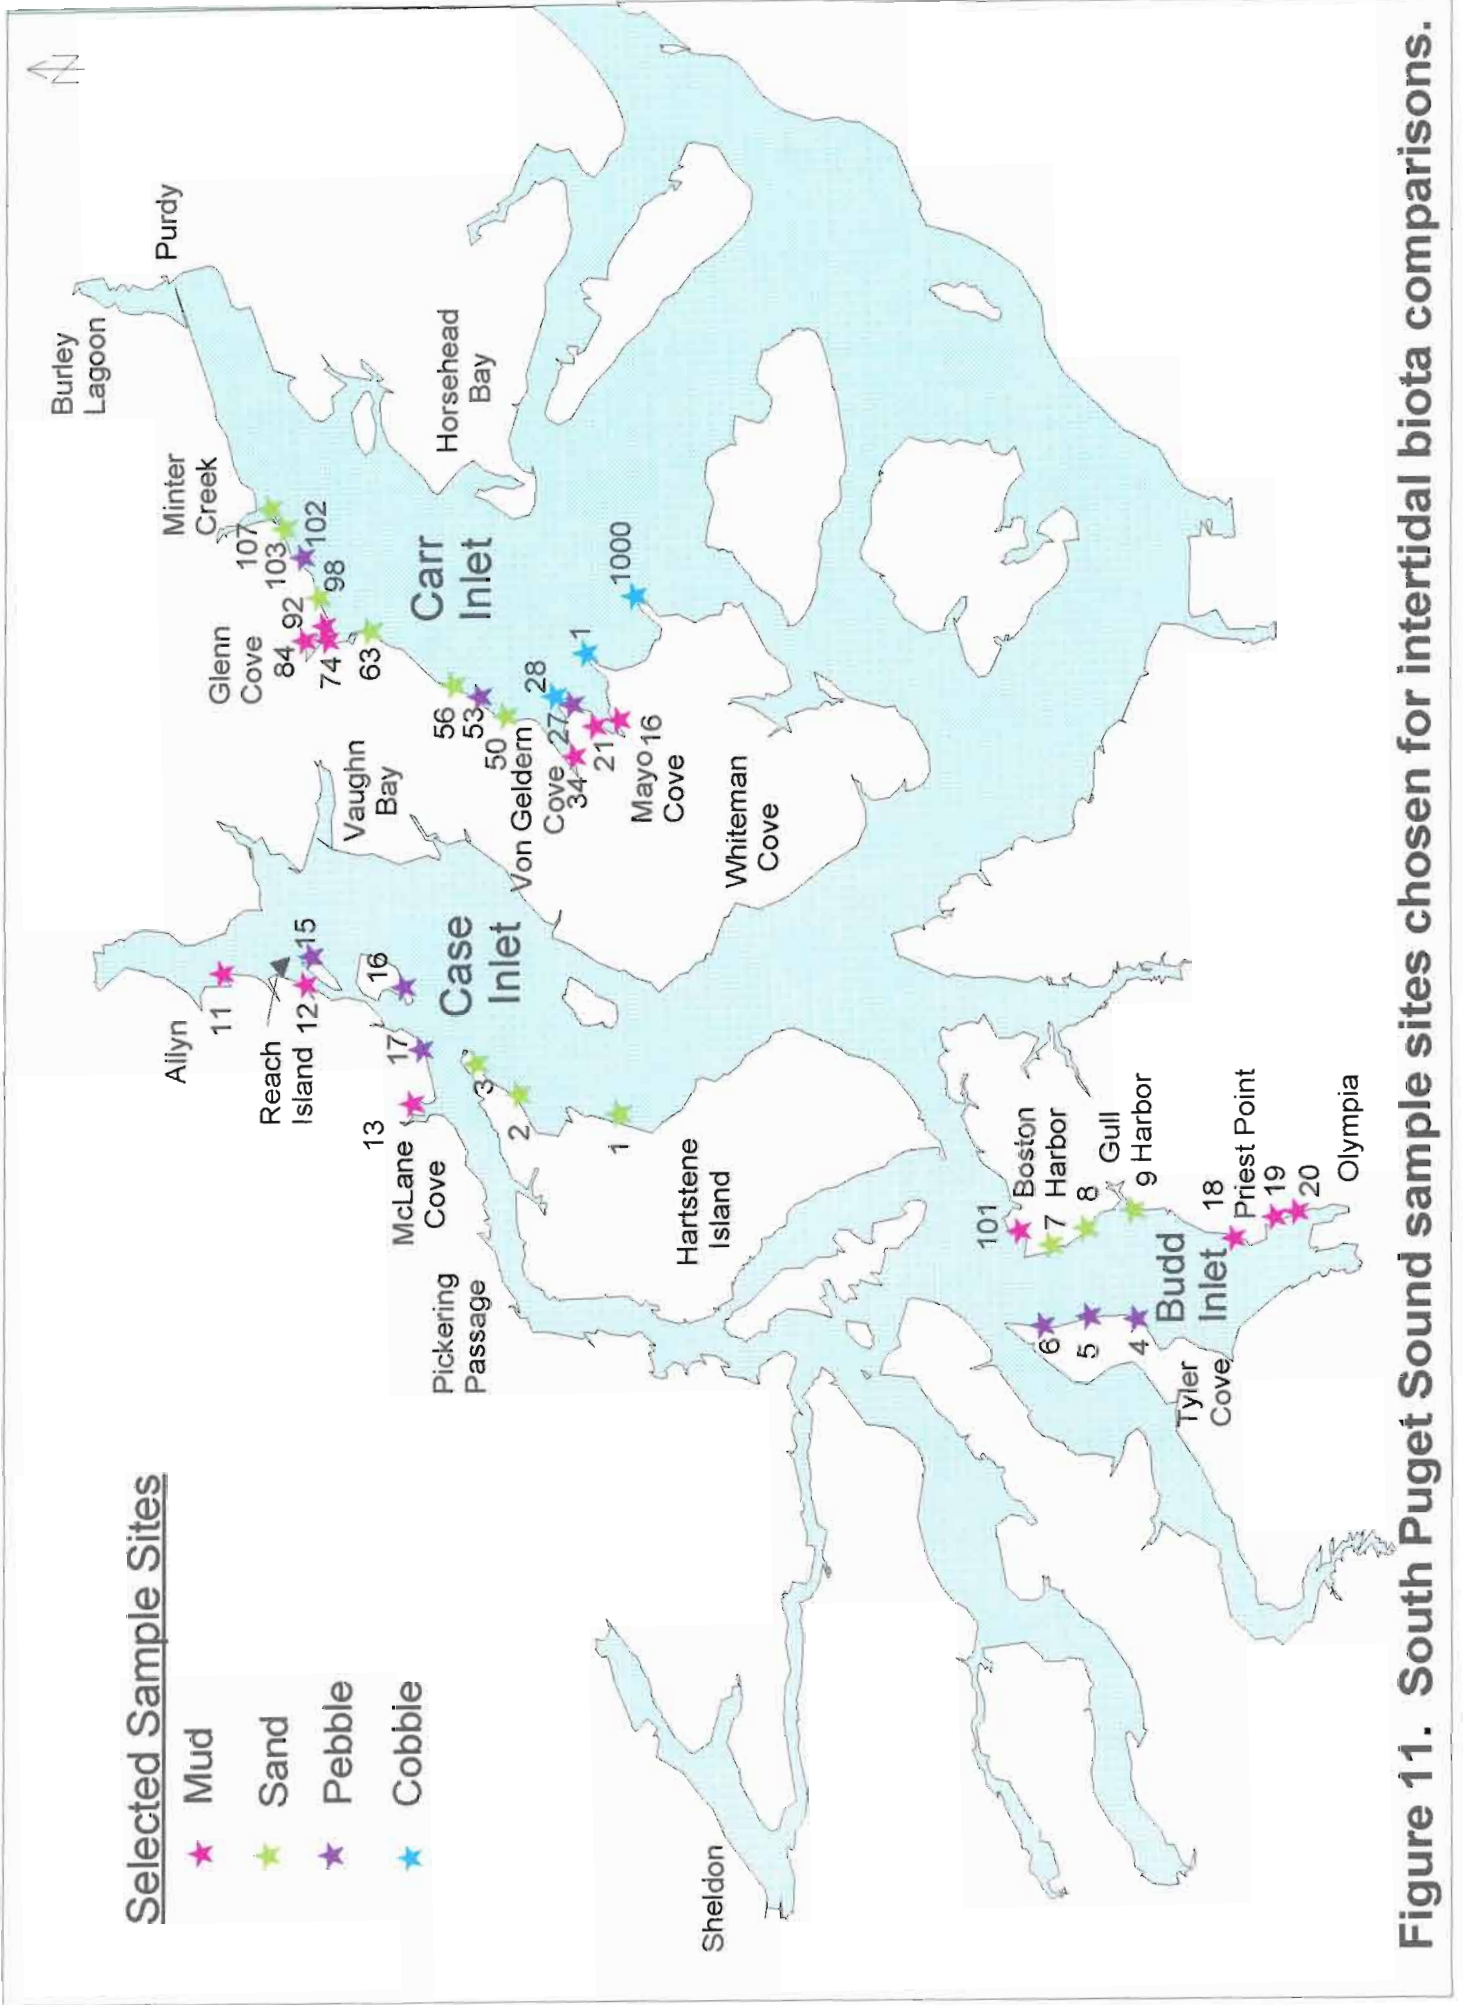 N
Selected Sample Sites
Mud
Sand
Pebble
Cobble
Burley
Lagoon
Purdy
Minter
Creek
107
103
102
98
92
Glenn
Cove
84
74
63
Horsehead
Bay
Carr
Inlet
56
53
50
Von Geldern
Cove
28
27
34
21
16
1
1000
Mayo
Cove
Whiteman
Cove
Vaughn
Bay
Allyn
11
Reach
Island
12
15
16
17
13
McLane
Cove
Case
Inlet
3
2
1
Pickering
Passage
Hartstene
Island
Sheldon
101
Boston
Harbor
7
8
Gull
Harbor
9
6
5
4
Budd
Inlet
Tyler
Cove
18
Priest Point
19
20
Olympia
Figure 11. South Puget Sound sample sites chosen for intertidal biota comparisons.